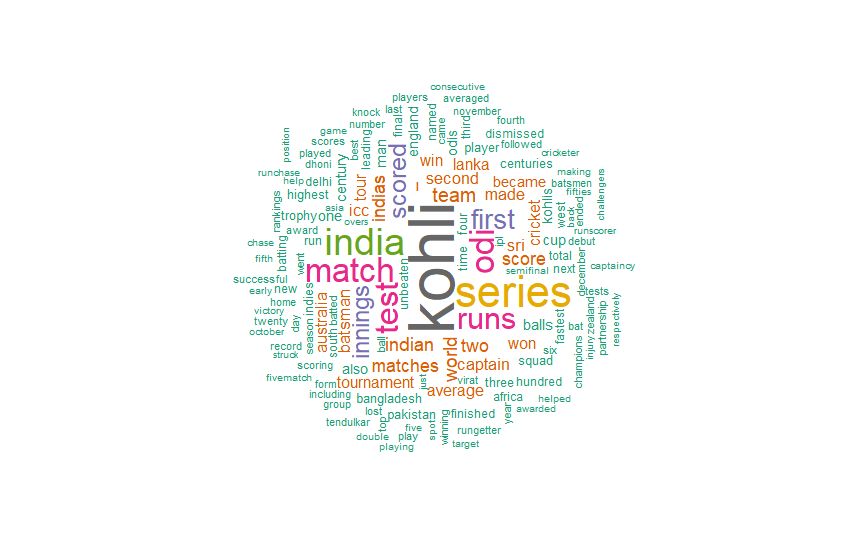 consecutive
players averaged
knock last november
number fourth
game final england named came odis third dismissed
scores best leading man player followed
position played win cricketer
dhoni century scored lanka centuries
runchase tour i second making
help delhi indias team became batsmen
highest icc made fifties challengers
rankings asia trophy one first four cricket kohlis west back ended
award overs kohli odi ipl runscorer
chase run india sri cup debut
batting time score total captaincy
fifth went match unbeaten semifinal next
successful december
early new series tests
home innings test
victory season indies runs balls fastest bat injury zealand partnership respectively
twenty day australia south batted batsman
october ball
record indian world two won six
struck squad champions
scoring also matches captain
fivematch form tournament just virat three hundred
including average africa helped
group bangladesh year awarded
lost top pakistan spot winning finished
tendulkar five rungetter
double play target
playing